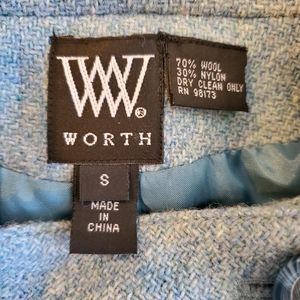 W
®
WORTH
70% WOOL
30% NYLON
DRY CLEAN ONLY
RN 98173
S
MADE
IN
CHINA